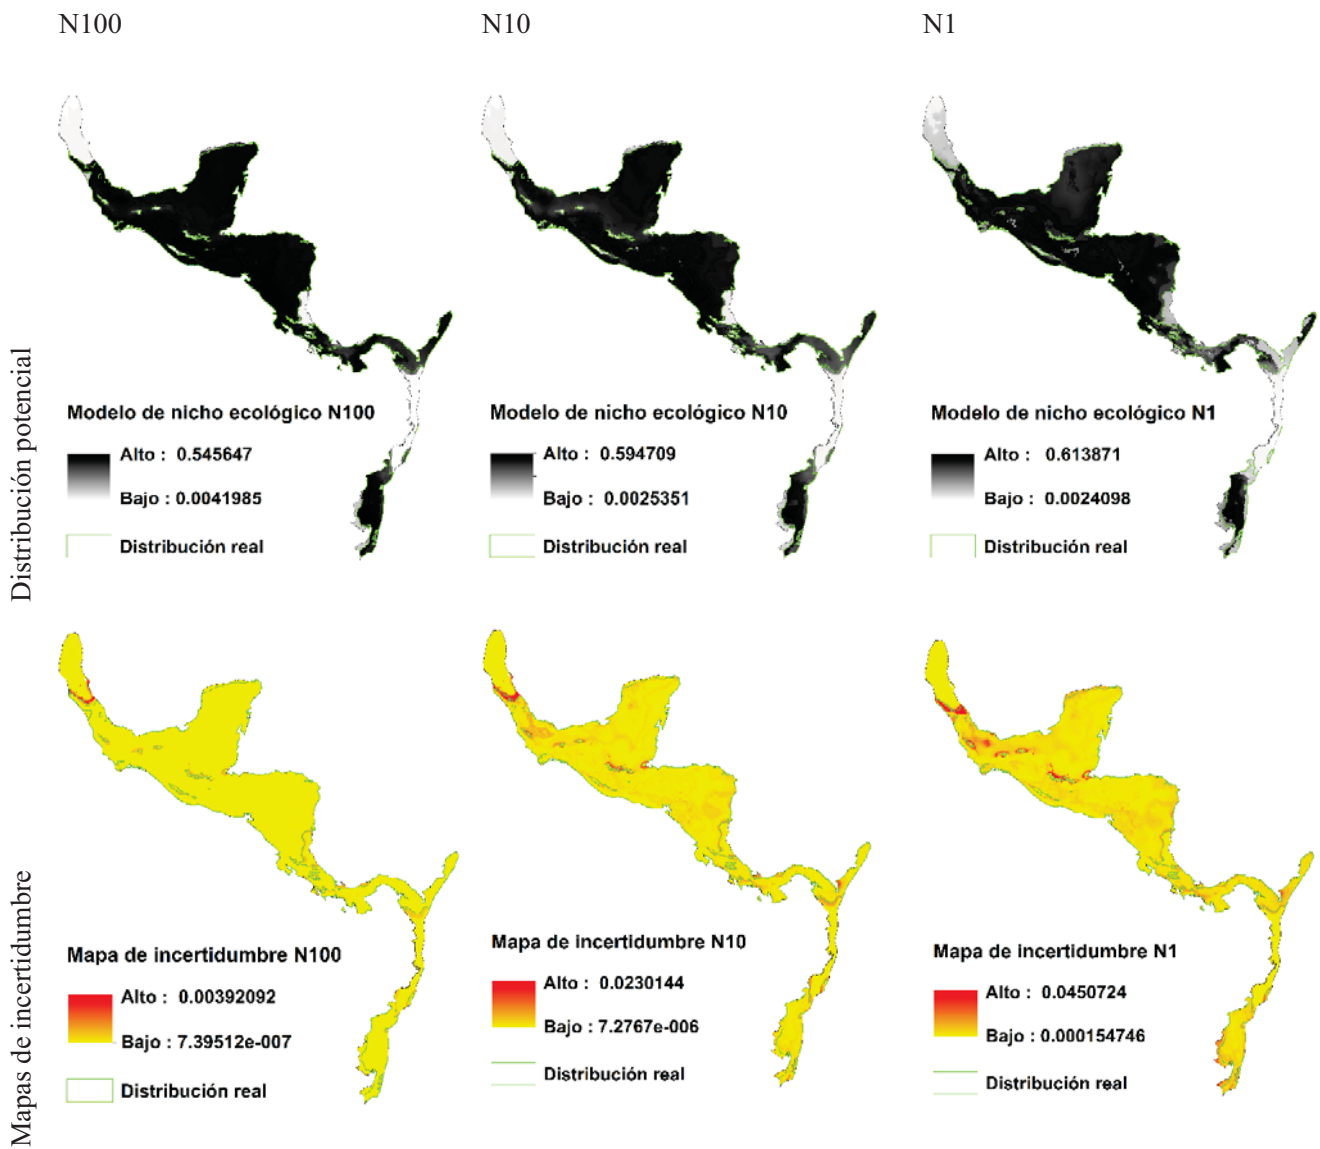 N100
N10
N1
Distribución potencial
Modelo de nicho ecológico N100
Alto : 0.545647
Bajo : 0.0041985
Distribución real
Modelo de nicho ecológico N10
Alto : 0.594709
Bajo : 0.0025351
Distribución real
Modelo de nicho ecológico N1
Alto : 0.613871
Bajo : 0.0024098
Distribución real
Mapas de incertidumbre
Mapa de incertidumbre N100
Alto : 0.00392092
Bajo : 7.39512e-007
Distribución real
Mapa de incertidumbre N10
Alto : 0.0230144
Bajo : 7.2767e-006
Distribución real
Mapa de incertidumbre N1
Alto : 0.0450724
Bajo : 0.000154746
Distribución real